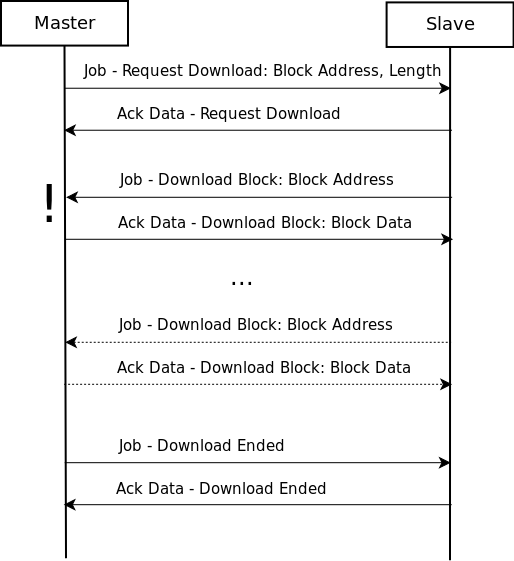 Master
Slave
Job - Request Download: Block Address, Length
Ack Data - Request Download
Job - Download Block: Block Address
!
Ack Data - Download Block: Block Data
...
Job - Download Block: Block Address
Ack Data - Download Block: Block Data
Job - Download Ended
Ack Data - Download Ended